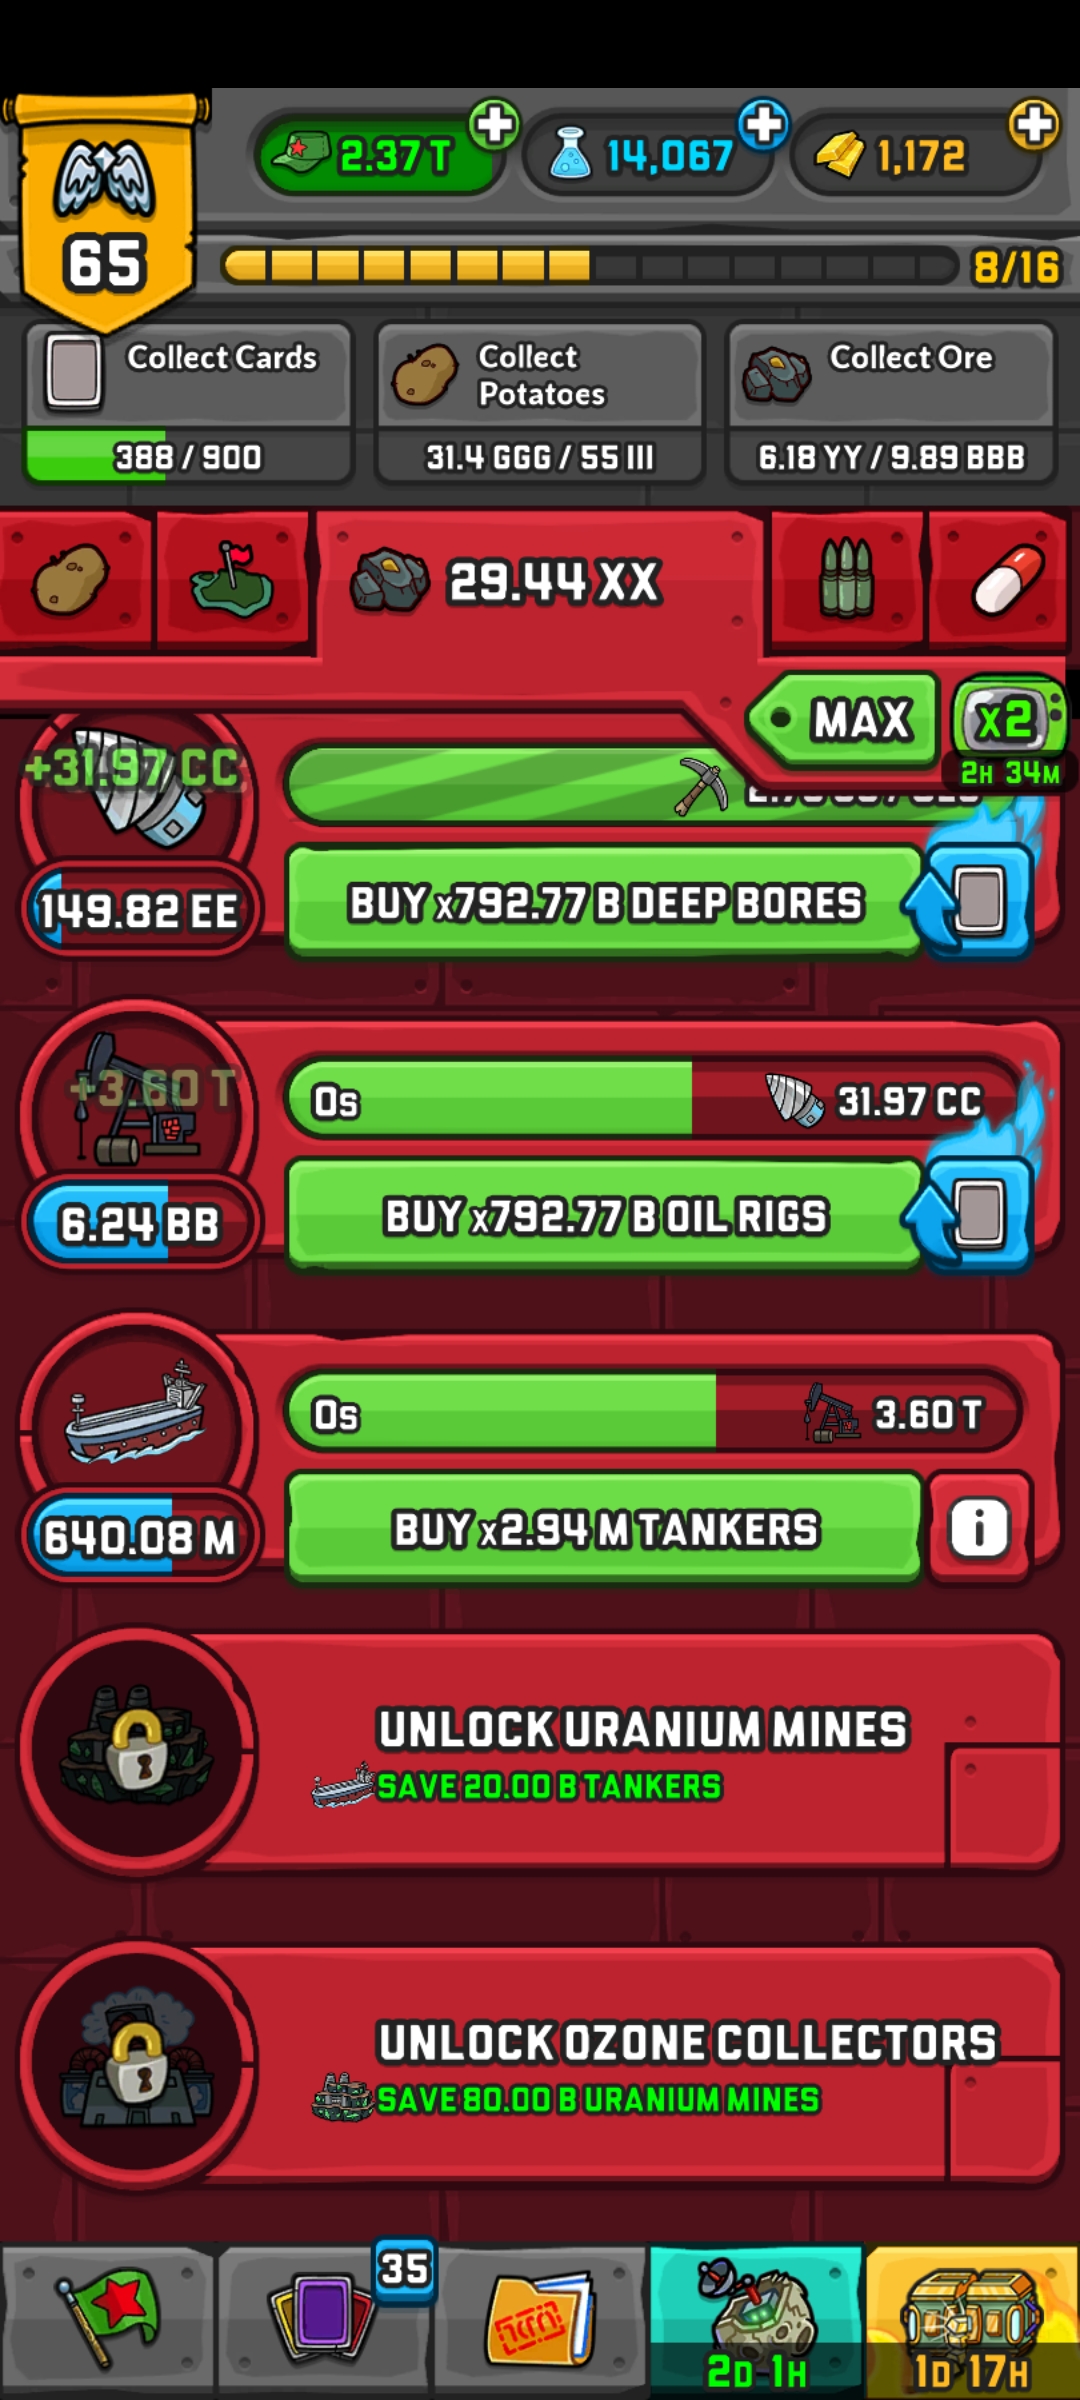 2.37 T
14,067
1,172
65
8/16
Collect Cards
388 / 900
Collect
Potatoes
31.4 GGG / 55 III
Collect Ore
6.18 YY / 9.89 BBB
29.44 XX
MAX
x2
2H 34M
+31.97 CC
149.82 EE
BUY x792.77 B DEEP BORES
+3.60 T
0s
31.97 CC
6.24 BB
BUY x792.77 B OIL RIGS
0s
3.60 T
640.08 M
BUY x2.94 M TANKERS
i
UNLOCK URANIUM MINES
SAVE 20.00 B TANKERS
UNLOCK OZONE COLLECTORS
SAVE 80.00 B URANIUM MINES
35
2D 1H
1D 17H